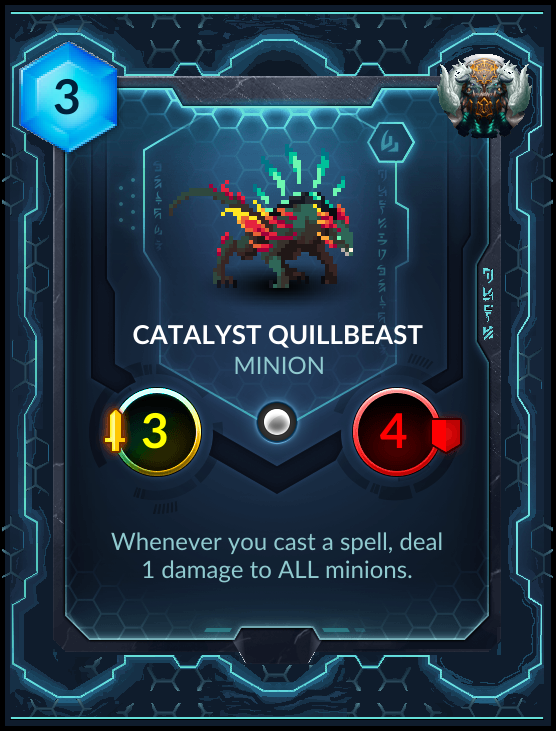 3
CATALYST QUILLBEAST
MINION
3
4
Whenever you cast a spell, deal
1 damage to ALL minions.